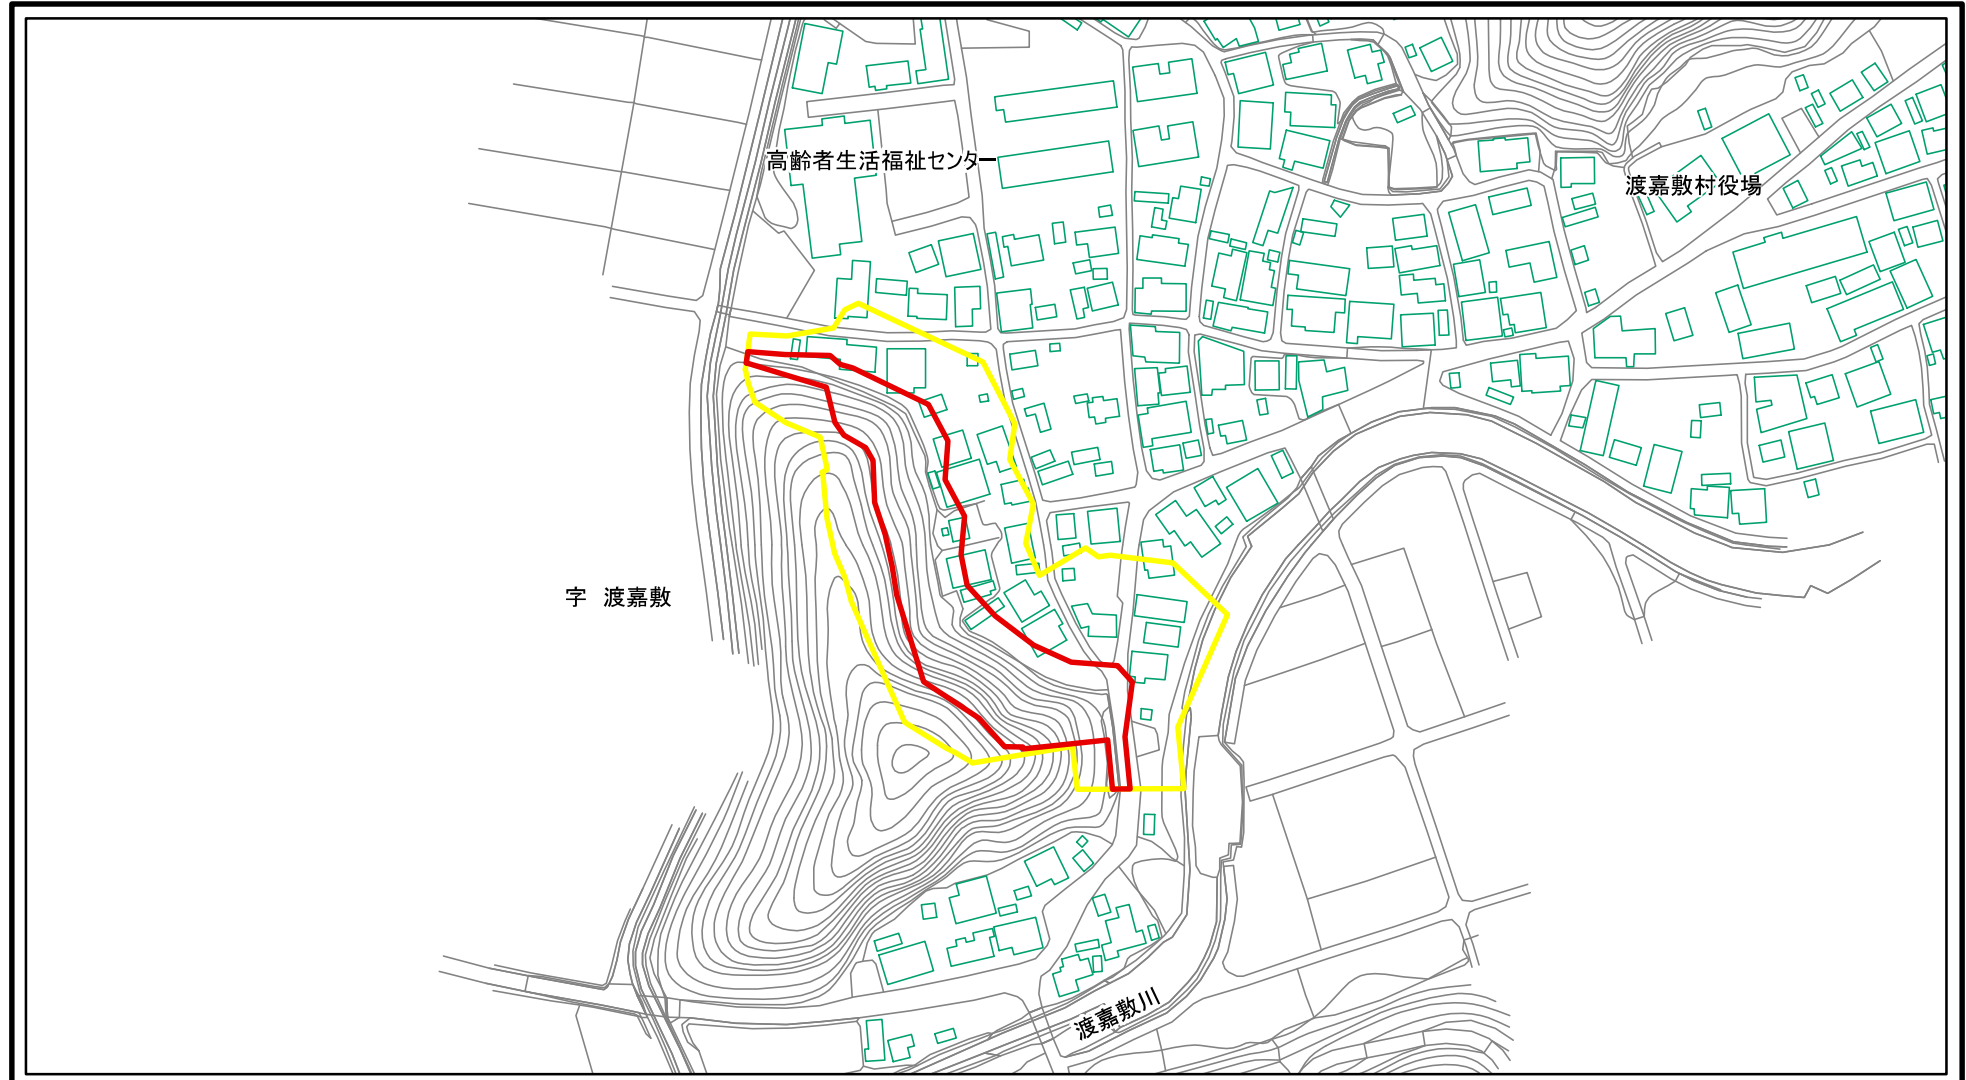 高齢者生活福祉センター
渡嘉敷村役場
字　渡嘉敷
渡嘉敷川